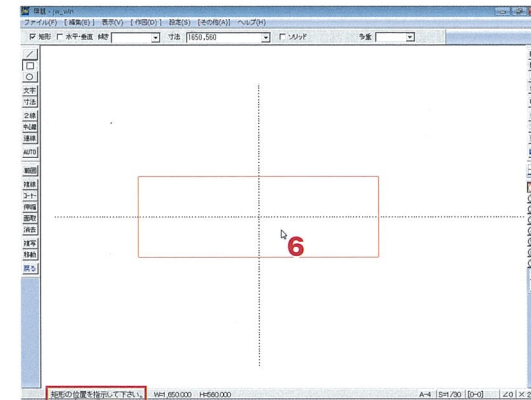 無題 - jw_win
ファイル(F) [編集(E)] 表示(V) [作図(D)] 設定(S) [その他(A)] ヘルプ(H)
矩形 水平・垂直 傾き 寸法 1650,560 ソリッド 多重
文字
寸法
2線
中心線
連線
AUTO
範囲
複線
コーナー
伸縮
面取
消去
複写
移動
戻る
6
矩形の位置を指示して下さい。 W=1,650.000 H=560.000 A-4 S=1/30 [0-0] ∠0 ×